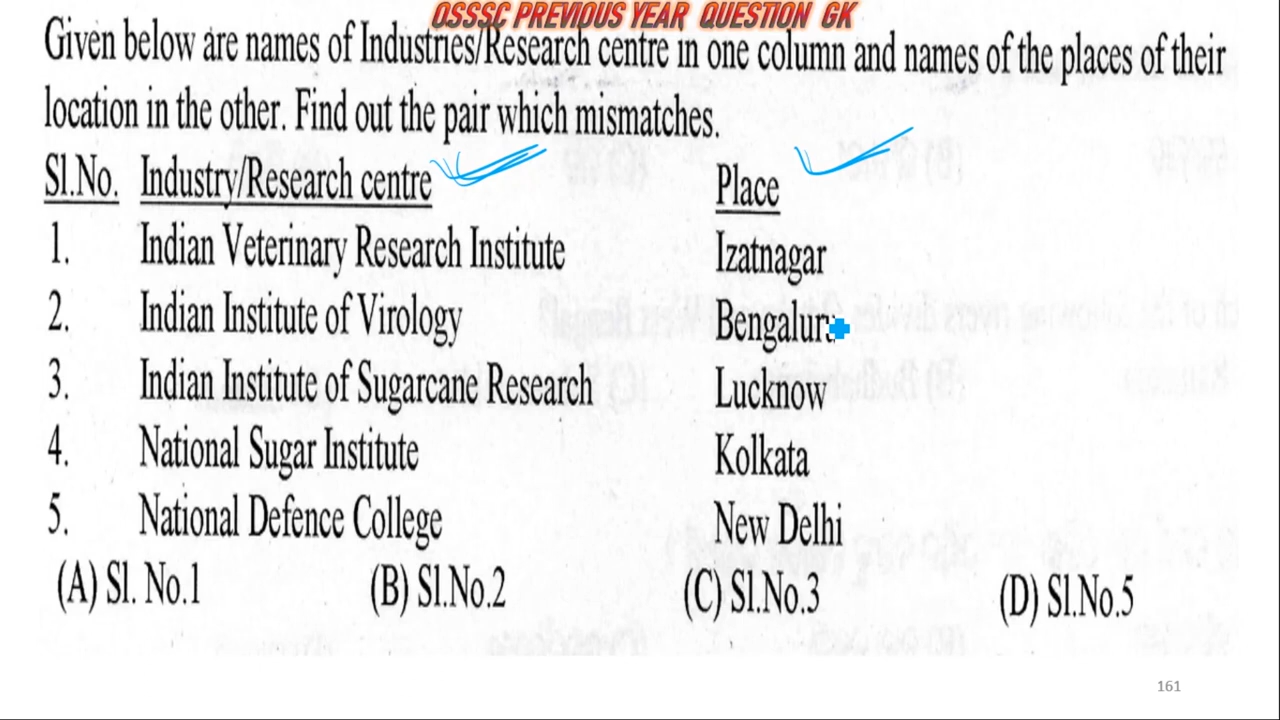 OSSSC PREVIOUS YEAR QUESTION GK
Given below are names of Industries/Research centre in one column and names of the places of their
location in the other. Find out the pair which mismatches.
Sl.No. Industry/Research centre Place
1. Indian Veterinary Research Institute Izatnagar
2. Indian Institute of Virology Bengaluru
3. Indian Institute of Sugarcane Research Lucknow
4. National Sugar Institute Kolkata
5. National Defence College New Delhi
(A) Sl. No.1 (B) Sl.No.2 (C) Sl.No.3 (D) Sl.No.5
161